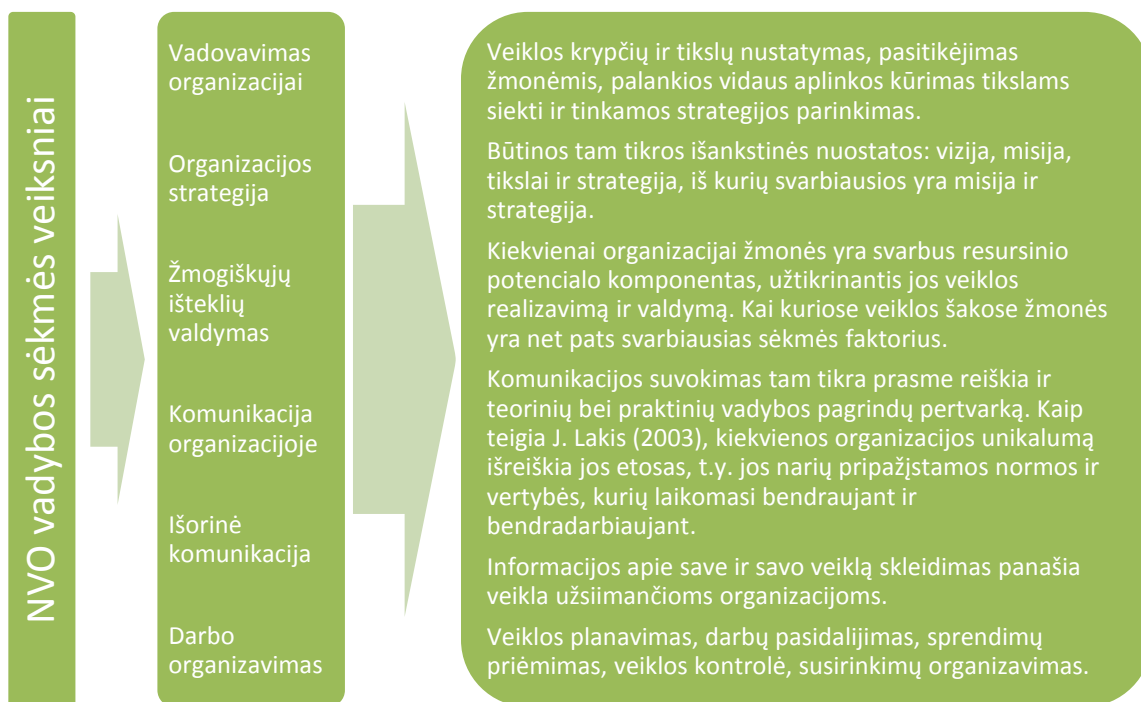 NVO vadybos sėkmės veiksniai
Vadovavimas
organizacijai
Organizacijos
strategija
Žmogiškųjų
išteklių
valdymas
Komunikacija
organizacijoje
Išorinė
komunikacija
Darbo
organizavimas
Veiklos krypčių ir tikslų nustatymas, pasitikėjimas
žmonėmis, palankios vidaus aplinkos kūrimas tikslams
siekti ir tinkamos strategijos parinkimas.
Būtinos tam tikros išankstinės nuostatos: vizija, misija,
tikslai ir strategija, iš kurių svarbiausios yra misija ir
strategija.
Kiekvienai organizacijai žmonės yra svarbus resursinio
potencialo komponentas, užtikrinantis jos veiklos
realizavimą ir valdymą. Kai kuriose veiklos šakose žmonės
yra net pats svarbiausias sėkmės faktorius.
Komunikacijos suvokimas tam tikra prasme reiškia ir
teorinių bei praktinių vadybos pagrindų pertvarką. Kaip
teigia J. Lakis (2003), kiekvienos organizacijos unikalumą
išreiškia jos etosas, t.y. jos narių pripažįstamos normos ir
vertybės, kurių laikomasi bendraujant ir
bendradarbiaujant.
Informacijos apie save ir savo veiklą skleidimas panašia
veikla užsiimančioms organizacijoms.
Veiklos planavimas, darbų pasidalijimas, sprendimų
priėmimas, veiklos kontrolė, susirinkimų organizavimas.